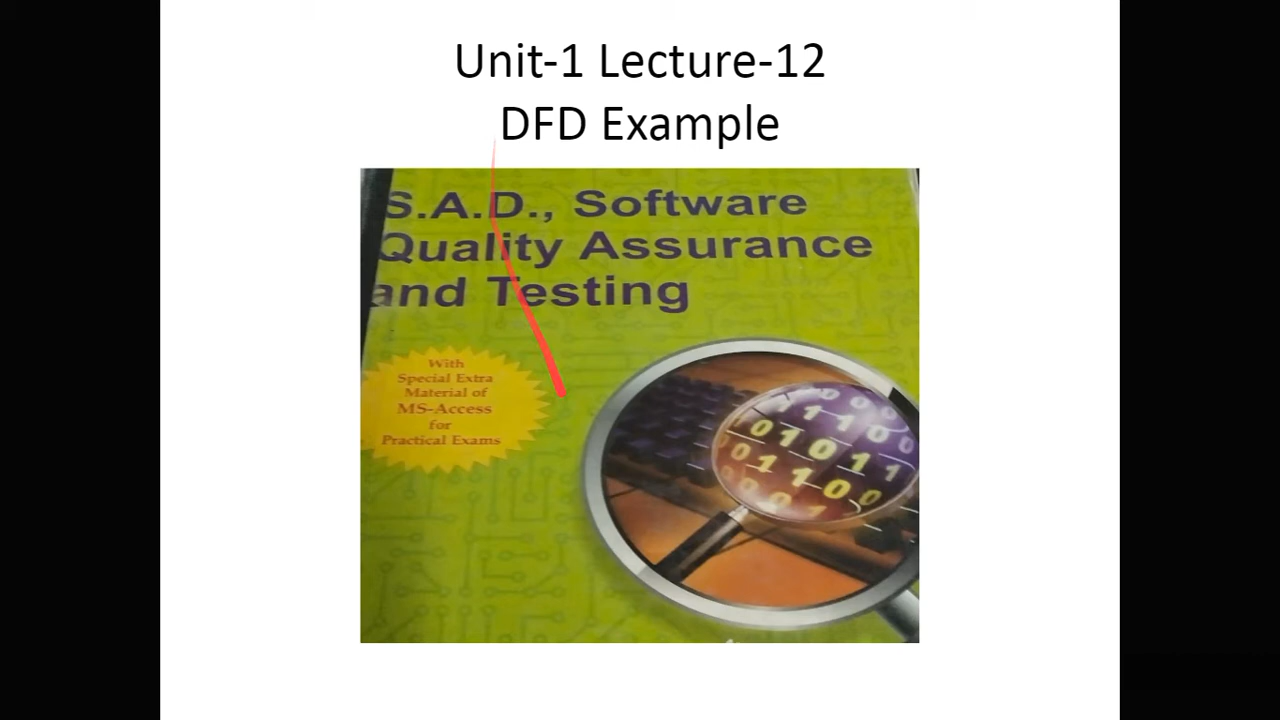 Unit-1 Lecture-12
DFD Example
S.A.D., Software
Quality Assurance
and Testing
With
Special Extra
Material of
MS-Access
for
Practical Exams